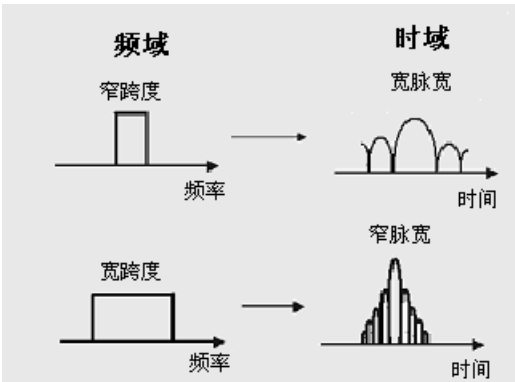 频域 时域
窄跨度 宽脉宽
频率 时间
宽跨度 窄脉宽
频率 时间